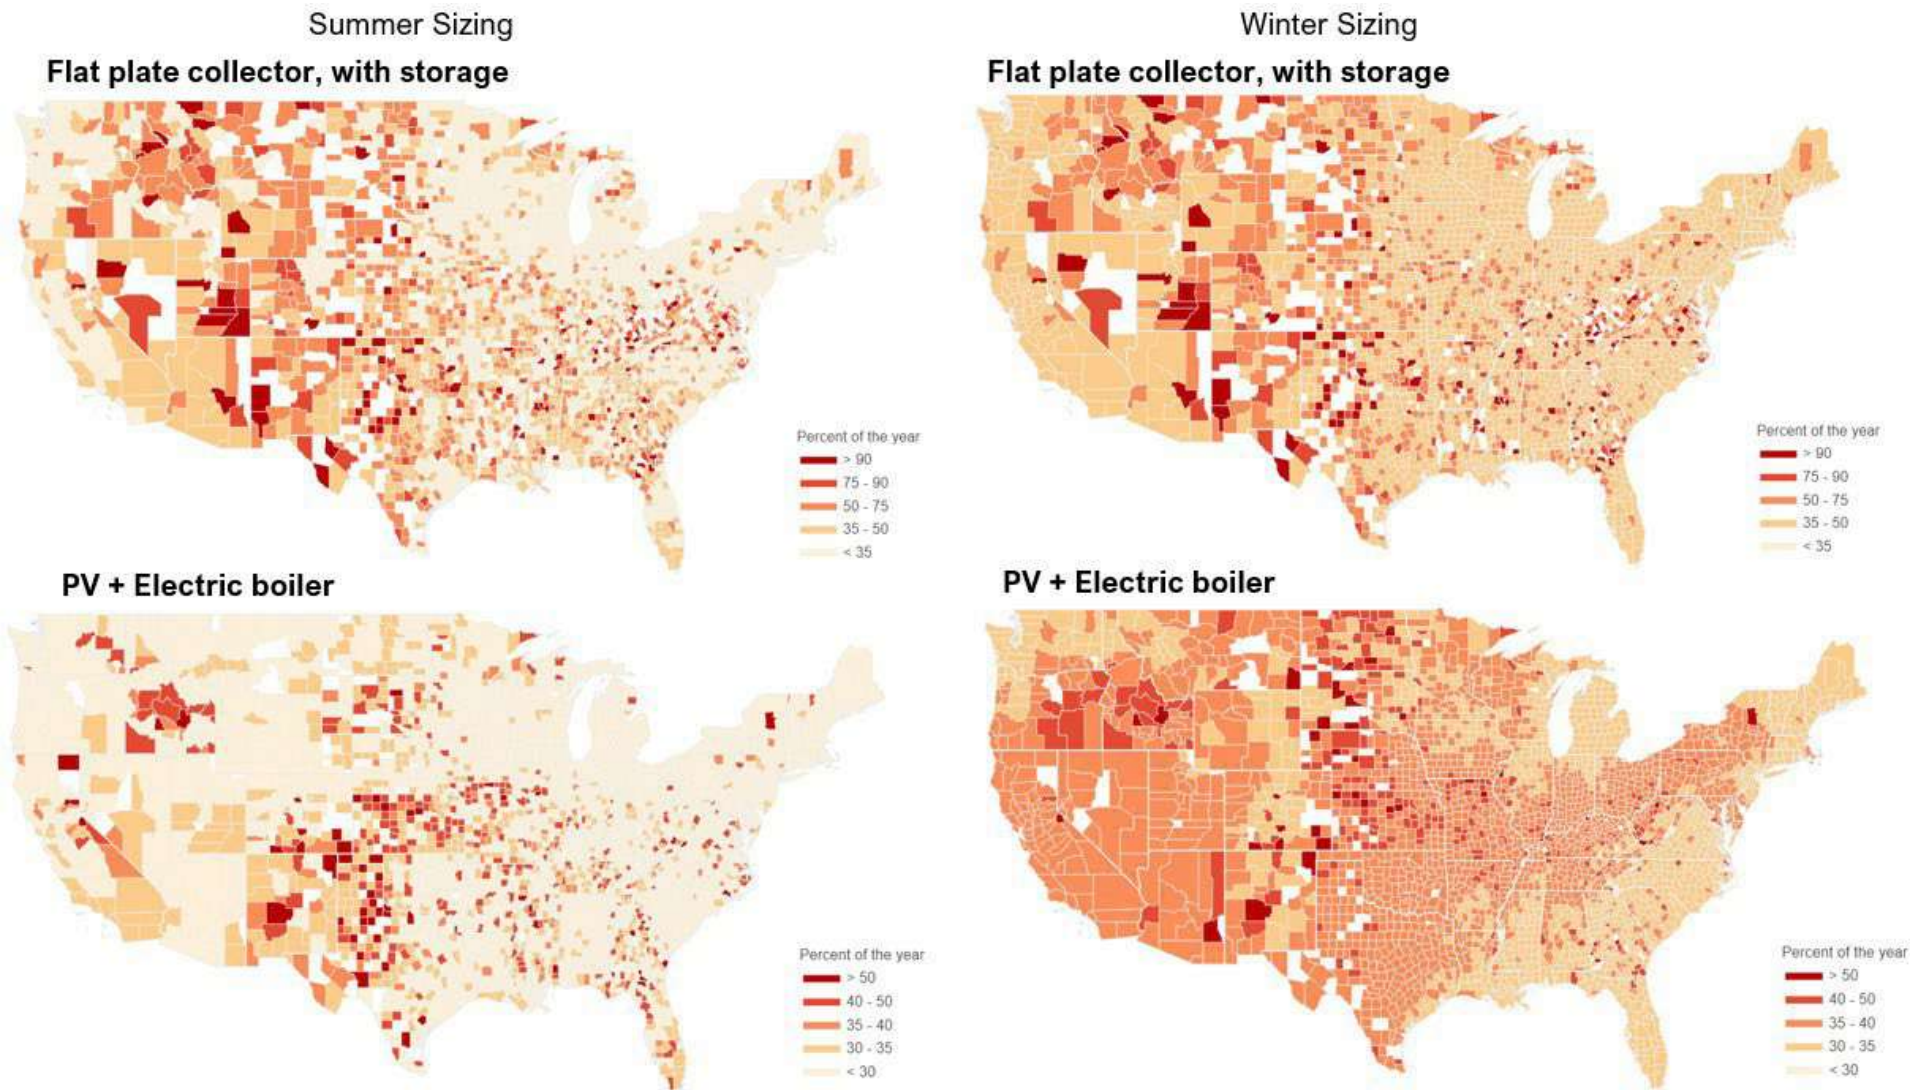 Summer Sizing
Flat plate collector, with storage
Percent of the year
> 90
75 - 90
50 - 75
35 - 50
< 35
Winter Sizing
Flat plate collector, with storage
Percent of the year
> 90
75 - 90
50 - 75
35 - 50
< 35
PV + Electric boiler
Percent of the year
> 50
40 - 50
35 - 40
30 - 35
< 30
PV + Electric boiler
Percent of the year
> 50
40 - 50
35 - 40
30 - 35
< 30